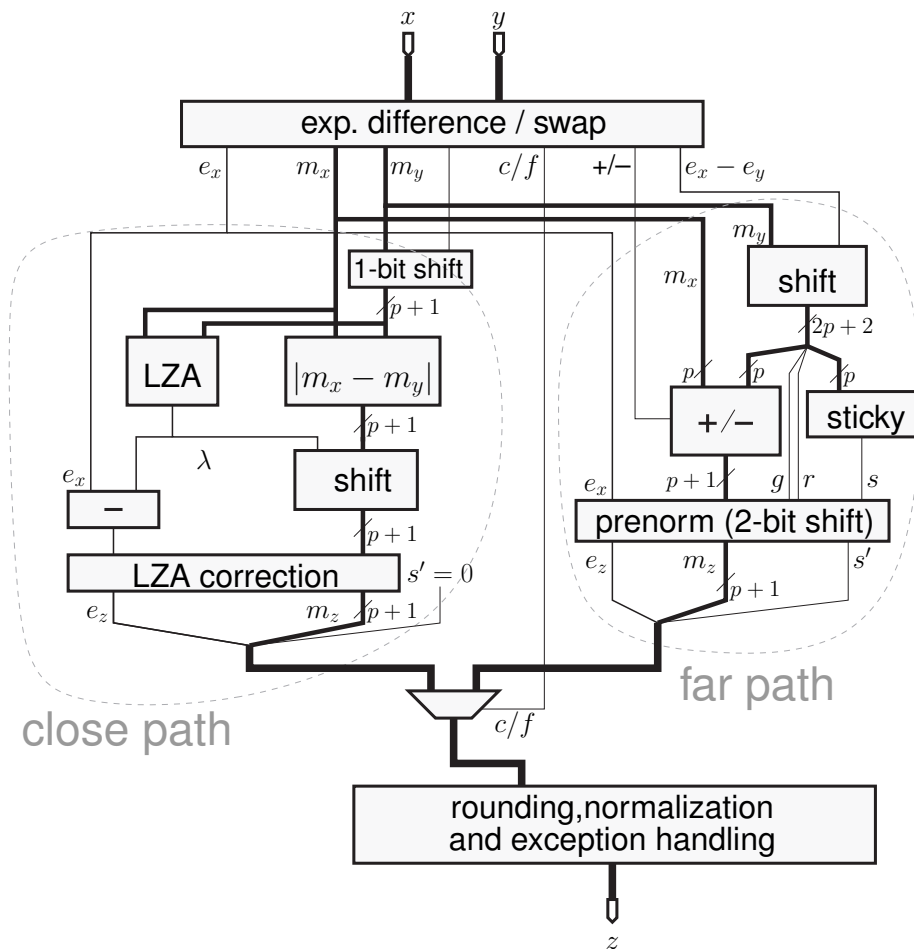 x y
exp. difference / swap
e_x m_x m_y c/f +/− e_x − e_y
m_y
1-bit shift
m_x
shift
p + 1
2p + 2
LZA
|m_x − m_y|
p p p
+/−
sticky
p + 1
λ
shift
e_x
p + 1
e_x g r s
−
prenorm (2-bit shift)
p + 1
LZA correction
s′ = 0
e_z m_z s′
e_z m_z p + 1
p + 1
far path
close path
c/f
rounding,normalization
and exception handling
z